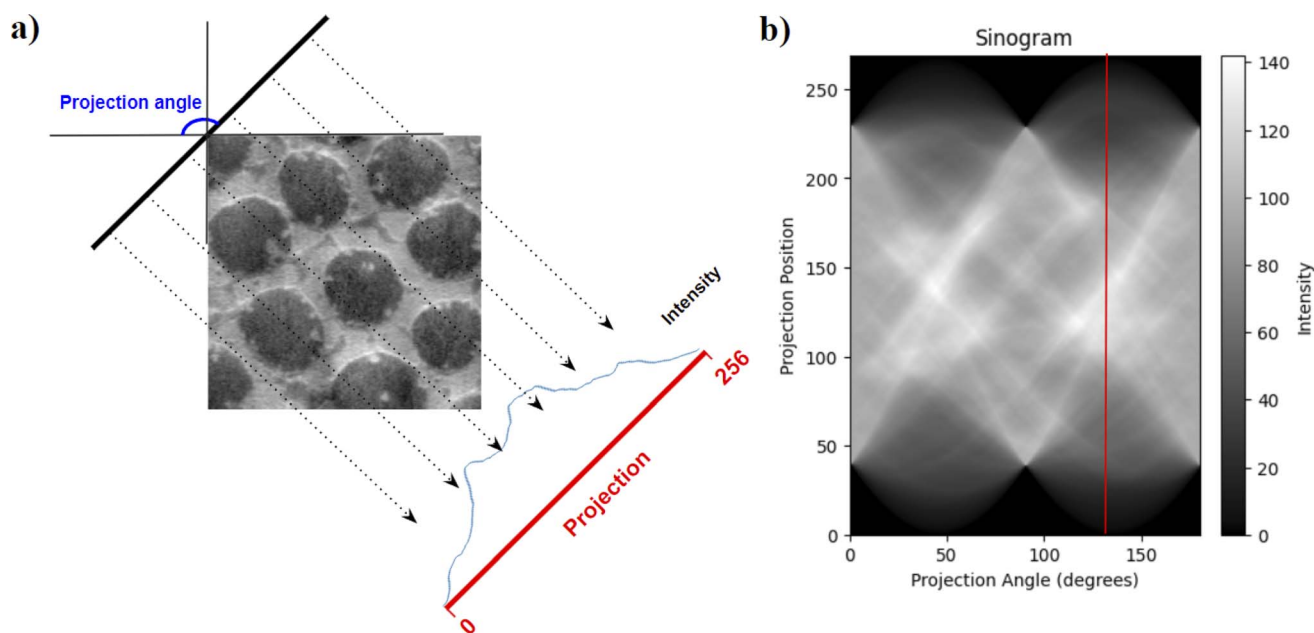 a)
Projection angle
Intensity
256
Projection
0
b)
Sinogram
Projection Position
250
200
150
100
50
0
0
50
100
150
Projection Angle (degrees)
140
120
100
80
60
40
20
0
Intensity